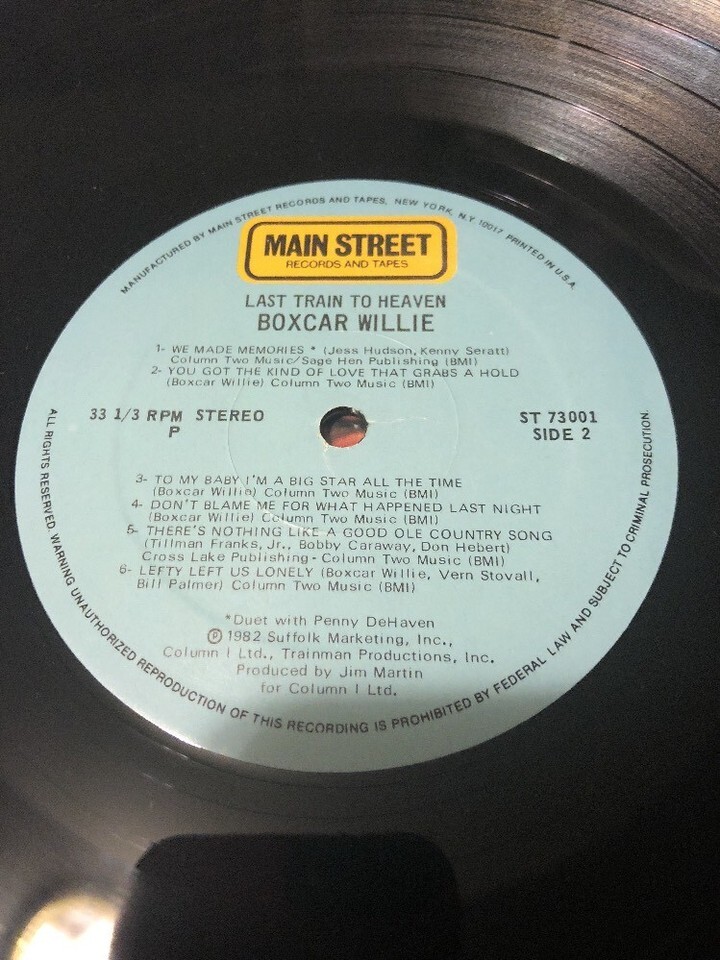 MANUFACTURED BY MAIN STREET RECORDS AND TAPES, NEW YORK, N.Y. 10017 PRINTED IN U.S.A.
MAIN STREET
RECORDS AND TAPES
LAST TRAIN TO HEAVEN
BOXCAR WILLIE
1- WE MADE MEMORIES * (Jess Hudson, Kenny Seratt)
Column Two Music/Sage Hen Publishing (BMI)
2- YOU GOT THE KIND OF LOVE THAT GRABS A HOLD
(Boxcar Willie) Column Two Music (BMI)
33 1/3 RPM STEREO
P
ST 73001
SIDE 2
3- TO MY BABY I'M A BIG STAR ALL THE TIME
(Boxcar Willie) Column Two Music (BMI)
4- DON'T BLAME ME FOR WHAT HAPPENED LAST NIGHT
(Boxcar Willie) Column Two Music (BMI)
5- THERE'S NOTHING LIKE A GOOD OLE COUNTRY SONG
(Tillman Franks, Jr., Bobby Caraway, Don Hebert)
Cross Lake Publishing - Column Two Music (BMI)
6- LEFTY LEFT US LONELY (Boxcar Willie, Vern Stovall,
Bill Palmer) Column Two Music (BMI)
*Duet with Penny DeHaven
℗ 1982 Suffolk Marketing, Inc.,
Column I Ltd., Trainman Productions, Inc.
Produced by Jim Martin
for Column I Ltd.
ALL RIGHTS RESERVED. WARNING UNAUTHORIZED REPRODUCTION OF THIS RECORDING IS PROHIBITED BY FEDERAL LAW AND SUBJECT TO CRIMINAL PROSECUTION.